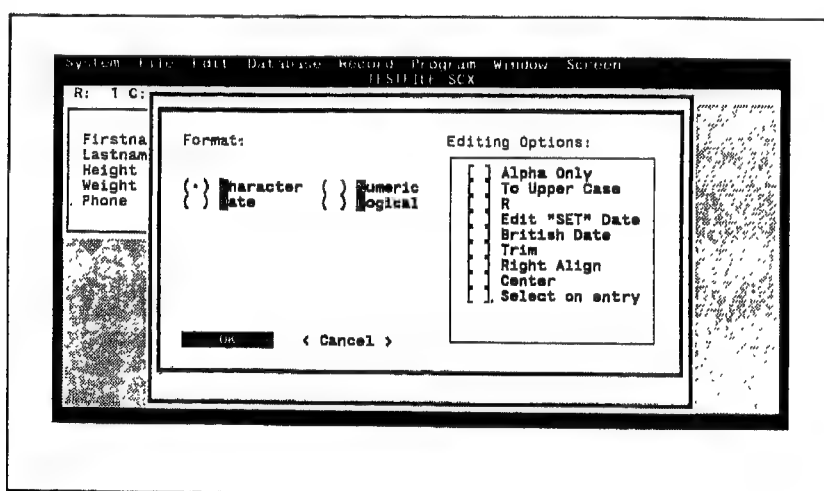 System File Edit Database Record Program Window Screen
TESTFILE SCX
R: 1 C:
Firstna
Lastnam
Height
Weight
Phone
Format:
(•) Character ( ) Numeric
( ) Date ( ) Logical
Editing Options:
[ ] Alpha Only
[ ] To Upper Case
[ ] R
[ ] Edit "SET" Date
[ ] British Date
[ ] Trim
[ ] Right Align
[ ] Center
[ ] Select on entry
OK < Cancel >